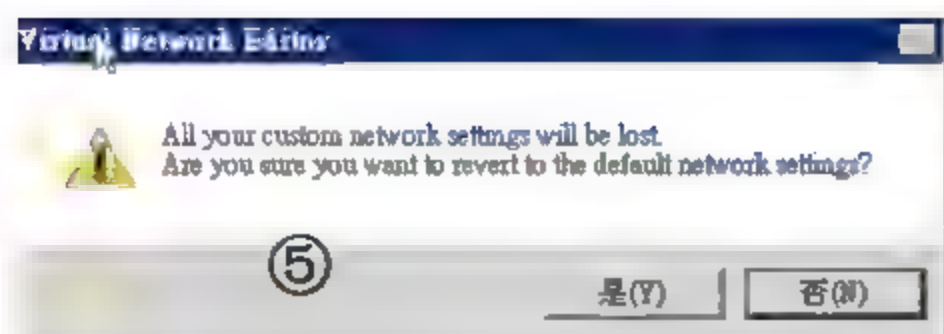 Virtual Network Editor
All your custom network settings will be lost.
Are you sure you want to revert to the default network settings?
⑤
是(Y) 否(N)